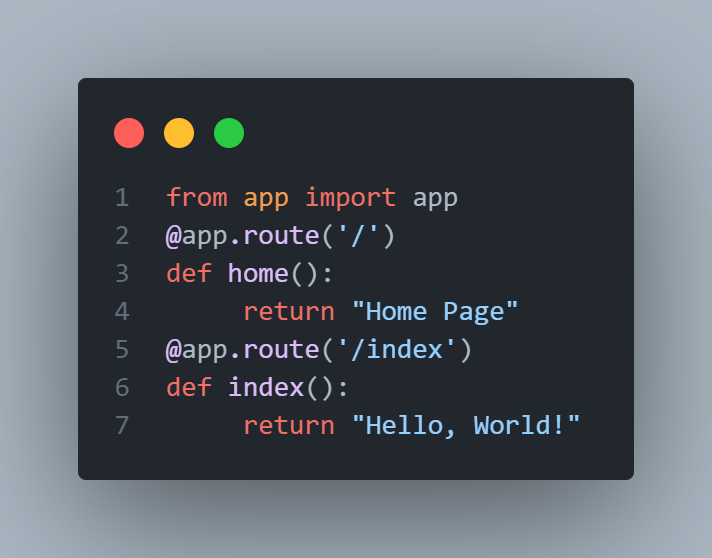 1 from app import app
2 @app.route('/')
3 def home():
4      return "Home Page"
5 @app.route('/index')
6 def index():
7      return "Hello, World!"